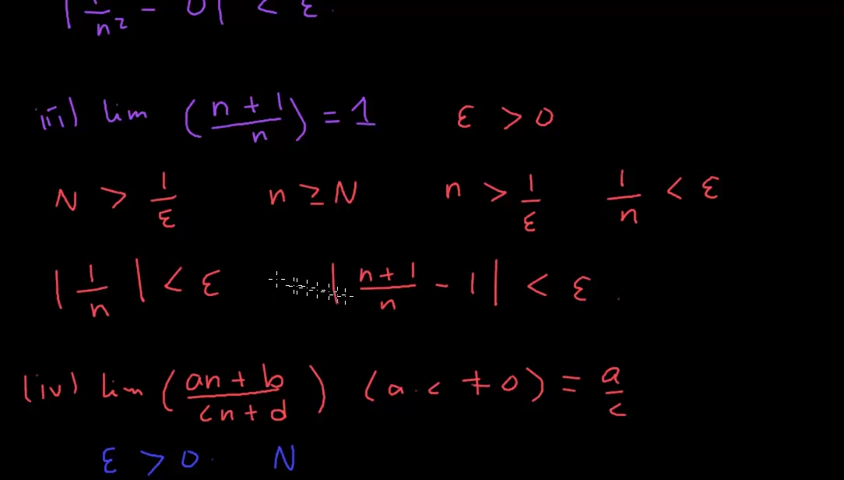 |1/n² - 0| < ε.
iii) lim (n+1/n) = 1 ε > 0
N > 1/ε n ≥ N n > 1/ε 1/n < ε
|1/n| < ε |n+1/n - 1| < ε.
(iv) lim (an+b/cn+d) (a.c ≠ 0) = a/c
ε > 0. N